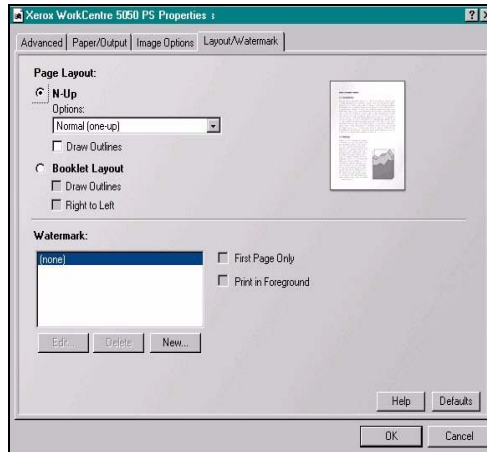 Xerox WorkCentre 5050 PS Properties :
Advanced
Paper/Output
Image Options
Layout/Watermark
Page Layout:
N-Up
Options:
Normal (one-up)
Draw Outlines
Booklet Layout
Draw Outlines
Right to Left
Watermark:
(none)
First Page Only
Print in Foreground
Edit...
Delete
New...
Help
Defaults
OK
Cancel